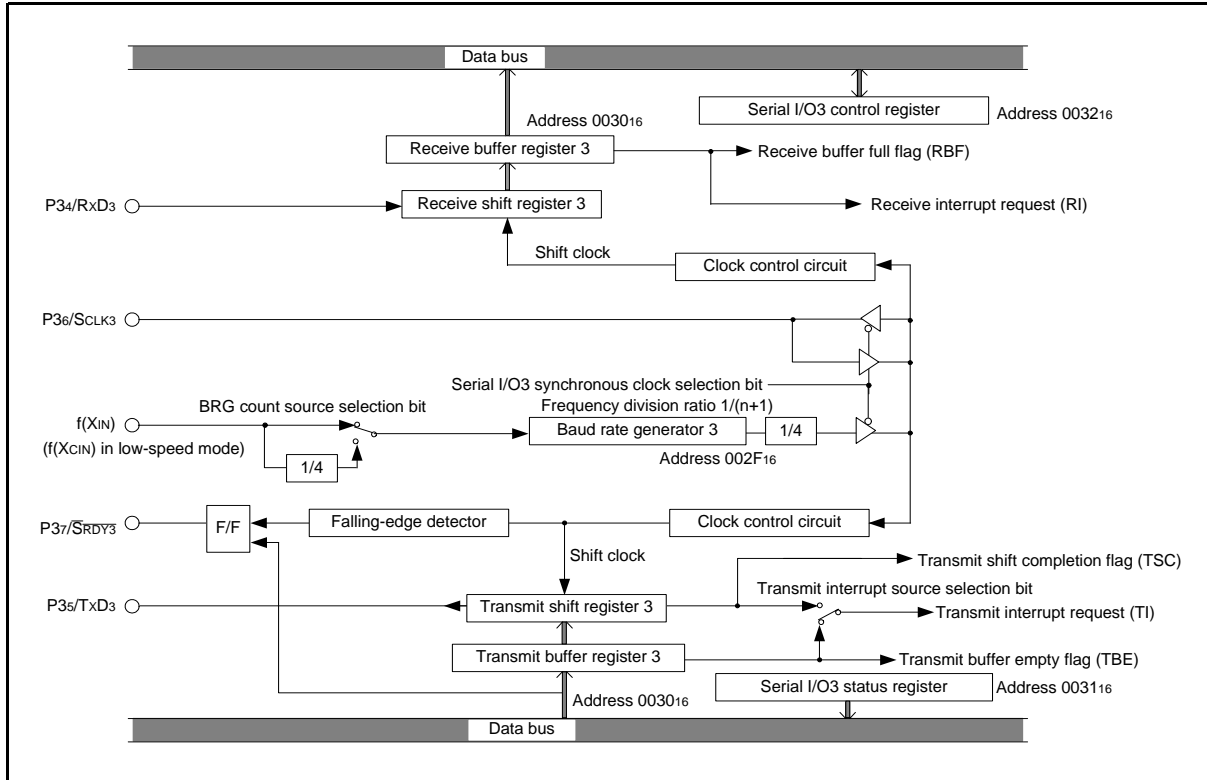 Data bus
Serial I/O3 control register
Address 0032₁₆
Address 0030₁₆
Receive buffer register 3
Receive buffer full flag (RBF)
P3₄/RxD₃
Receive shift register 3
Receive interrupt request (RI)
Shift clock
Clock control circuit
P3₆/SCLK3
Serial I/O3 synchronous clock selection bit
BRG count source selection bit
Frequency division ratio 1/(n+1)
f(XIN)
Baud rate generator 3
1/4
(f(XCIN) in low-speed mode)
1/4
Address 002F₁₆
P3₇/S̅R̅D̅Y̅3̅
F/F
Falling-edge detector
Clock control circuit
Shift clock
Transmit shift completion flag (TSC)
Transmit interrupt source selection bit
P3₅/TxD₃
Transmit shift register 3
Transmit interrupt request (TI)
Transmit buffer register 3
Transmit buffer empty flag (TBE)
Address 0030₁₆
Serial I/O3 status register
Address 0031₁₆
Data bus